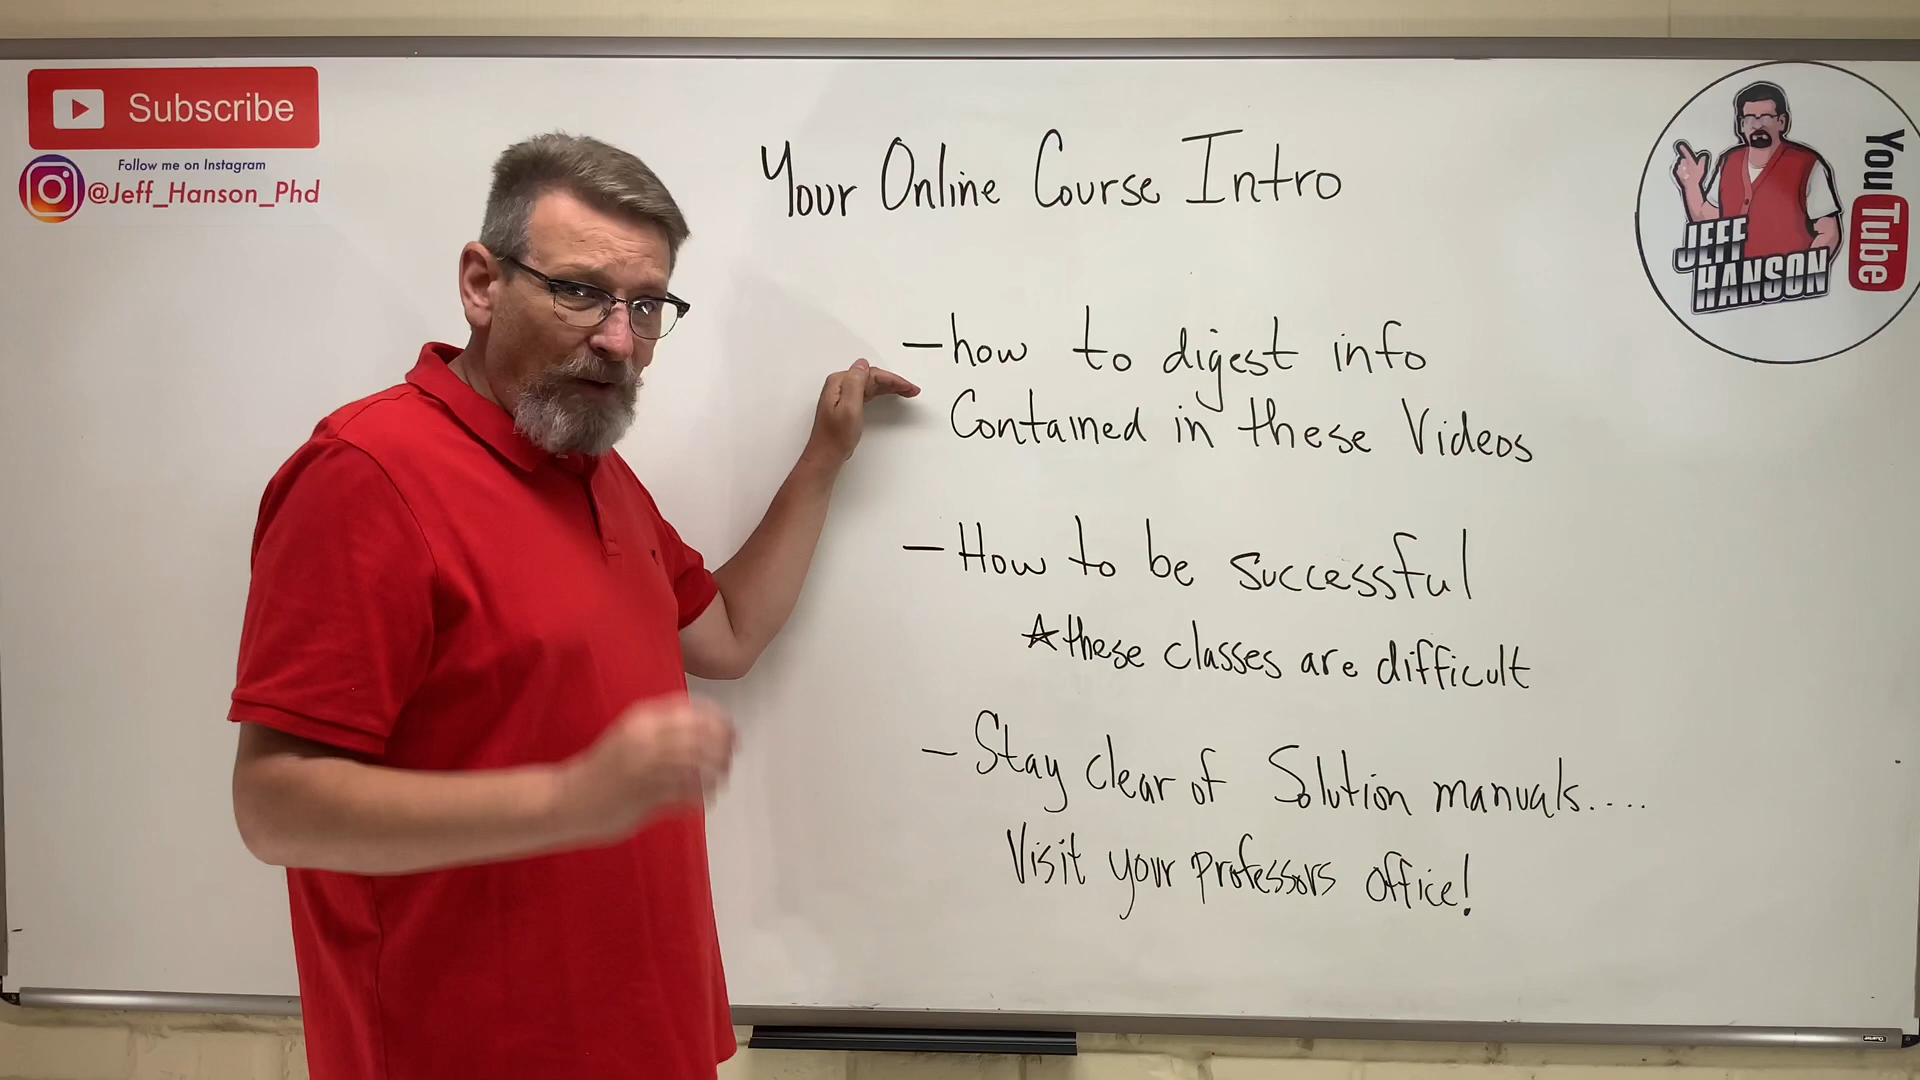 Subscribe
Follow me on Instagram
@Jeff_Hanson_Phd
Your Online Course Intro
JEFF
HANSON
YouTube
- how to digest info
Contained in these Videos
- How to be successful
☆ these classes are difficult
- Stay clear of Solution manuals....
Visit your professors office!